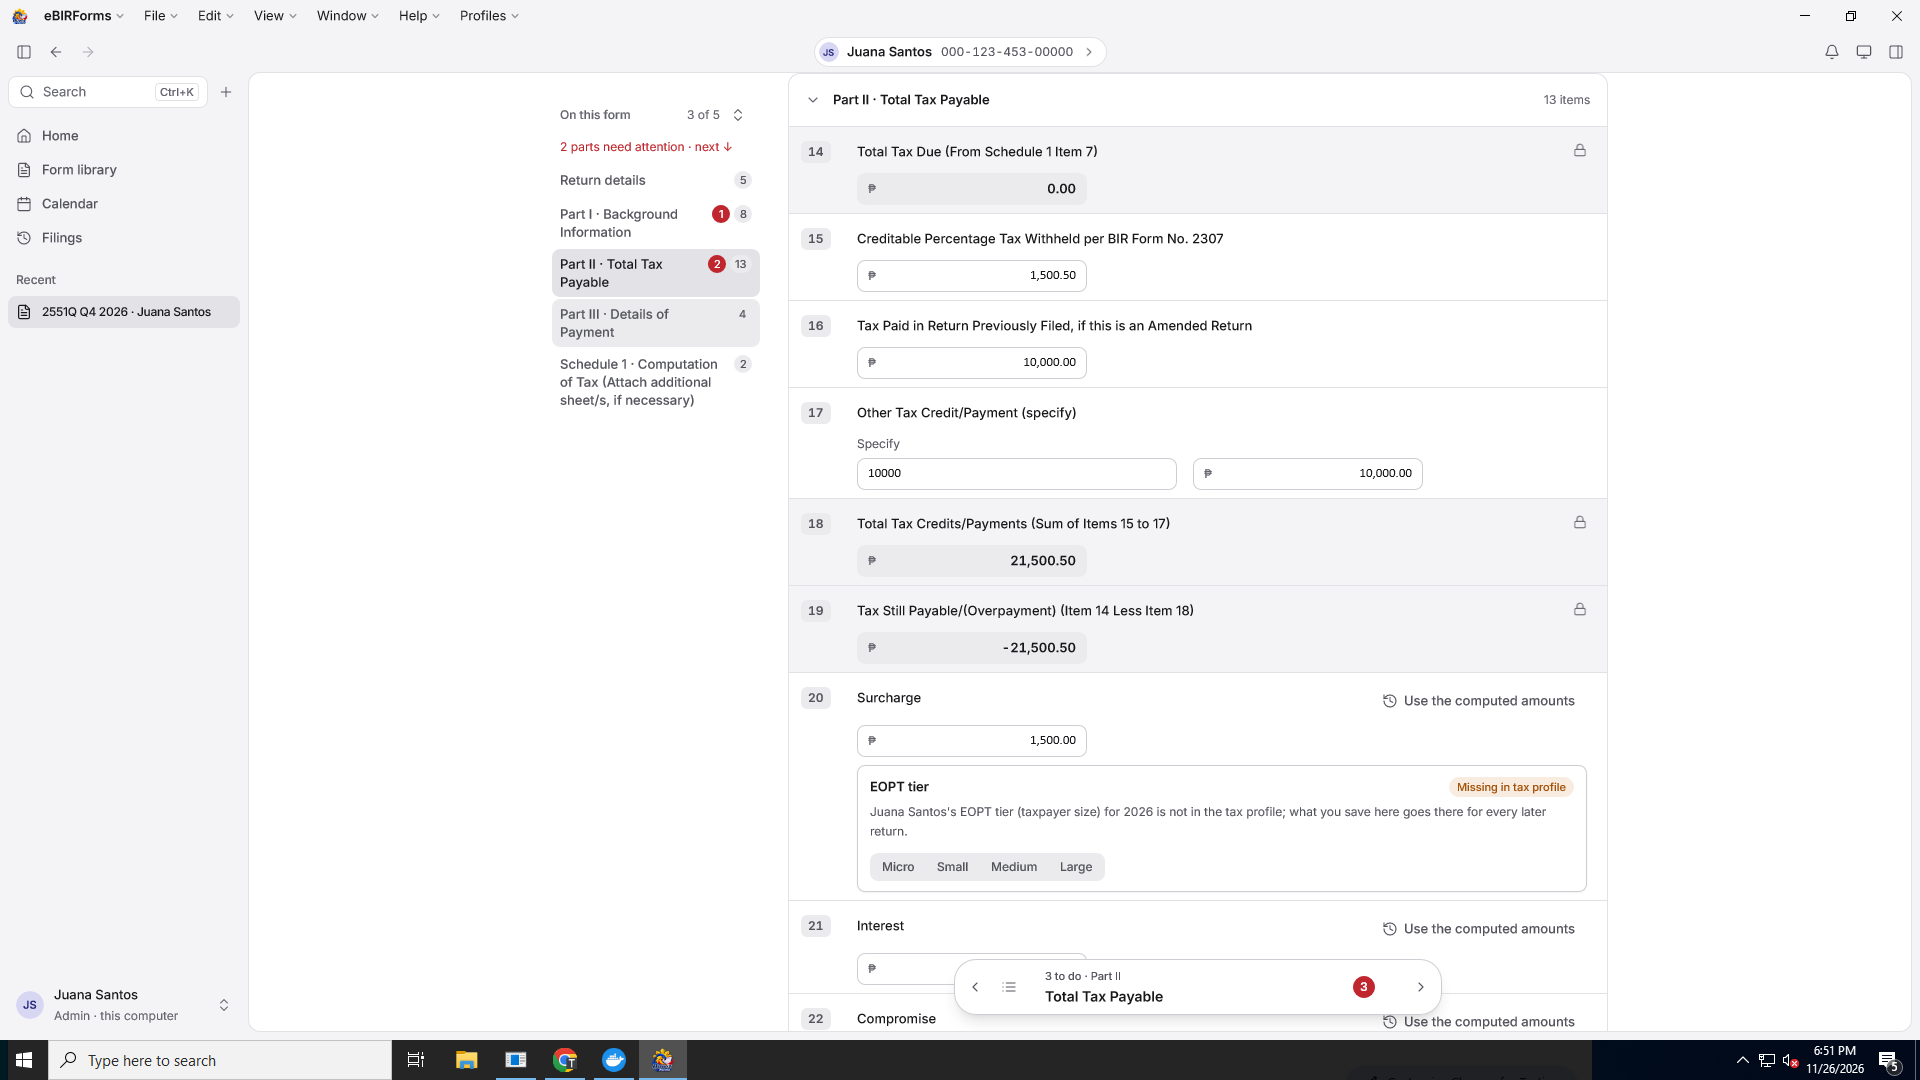 eBIRForms
File
Edit
View
Window
Help
Profiles
JS Juana Santos 000-123-453-00000
Search Ctrl+K
Home
Form library
Calendar
Filings
Recent
2551Q Q4 2026 · Juana Santos
On this form 3 of 5
2 parts need attention · next ↓
Return details 5
Part I · Background Information 1 8
Part II · Total Tax Payable 2 13
Part III · Details of Payment 4
Schedule 1 · Computation of Tax (Attach additional sheet/s, if necessary) 2
Part II · Total Tax Payable 13 items
14 Total Tax Due (From Schedule 1 Item 7)
₱ 0.00
15 Creditable Percentage Tax Withheld per BIR Form No. 2307
₱ 1,500.50
16 Tax Paid in Return Previously Filed, if this is an Amended Return
₱ 10,000.00
17 Other Tax Credit/Payment (specify)
Specify
10000 ₱ 10,000.00
18 Total Tax Credits/Payments (Sum of Items 15 to 17)
₱ 21,500.50
19 Tax Still Payable/(Overpayment) (Item 14 Less Item 18)
₱ -21,500.50
20 Surcharge Use the computed amounts
₱ 1,500.00
EOPT tier Missing in tax profile
Juana Santos's EOPT tier (taxpayer size) for 2026 is not in the tax profile; what you save here goes there for every later
return.
Micro Small Medium Large
21 Interest Use the computed amounts
₱
3 to do · Part II
Total Tax Payable 3
22 Compromise Use the computed amounts
JS Juana Santos
Admin · this computer
Type here to search
6:51 PM
11/26/2026
5